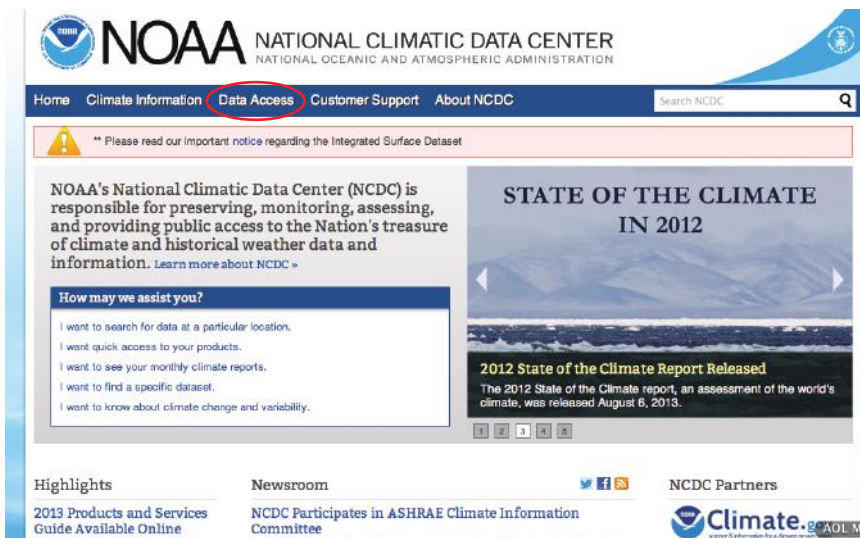 NOAA NATIONAL CLIMATIC DATA CENTER
NATIONAL OCEANIC AND ATMOSPHERIC ADMINISTRATION
Home Climate Information Data Access Customer Support About NCDC Search NCDC
** Please read our important notice regarding the Integrated Surface Dataset
NOAA's National Climatic Data Center (NCDC) is
responsible for preserving, monitoring, assessing,
and providing public access to the Nation's treasure
of climate and historical weather data and
information. Learn more about NCDC »
How may we assist you?
I want to search for data at a particular location.
I want quick access to your products.
I want to see your monthly climate reports.
I want to find a specific dataset.
I want to know about climate change and variability.
STATE OF THE CLIMATE
IN 2012
2012 State of the Climate Report Released
The 2012 State of the Climate report, an assessment of the world's
climate, was released August 6, 2013.
1 2 3 4 5
Highlights
2013 Products and Services
Guide Available Online
Newsroom
NCDC Participates in ASHRAE Climate Information
Committee
NCDC Partners
Climate.
AOL M